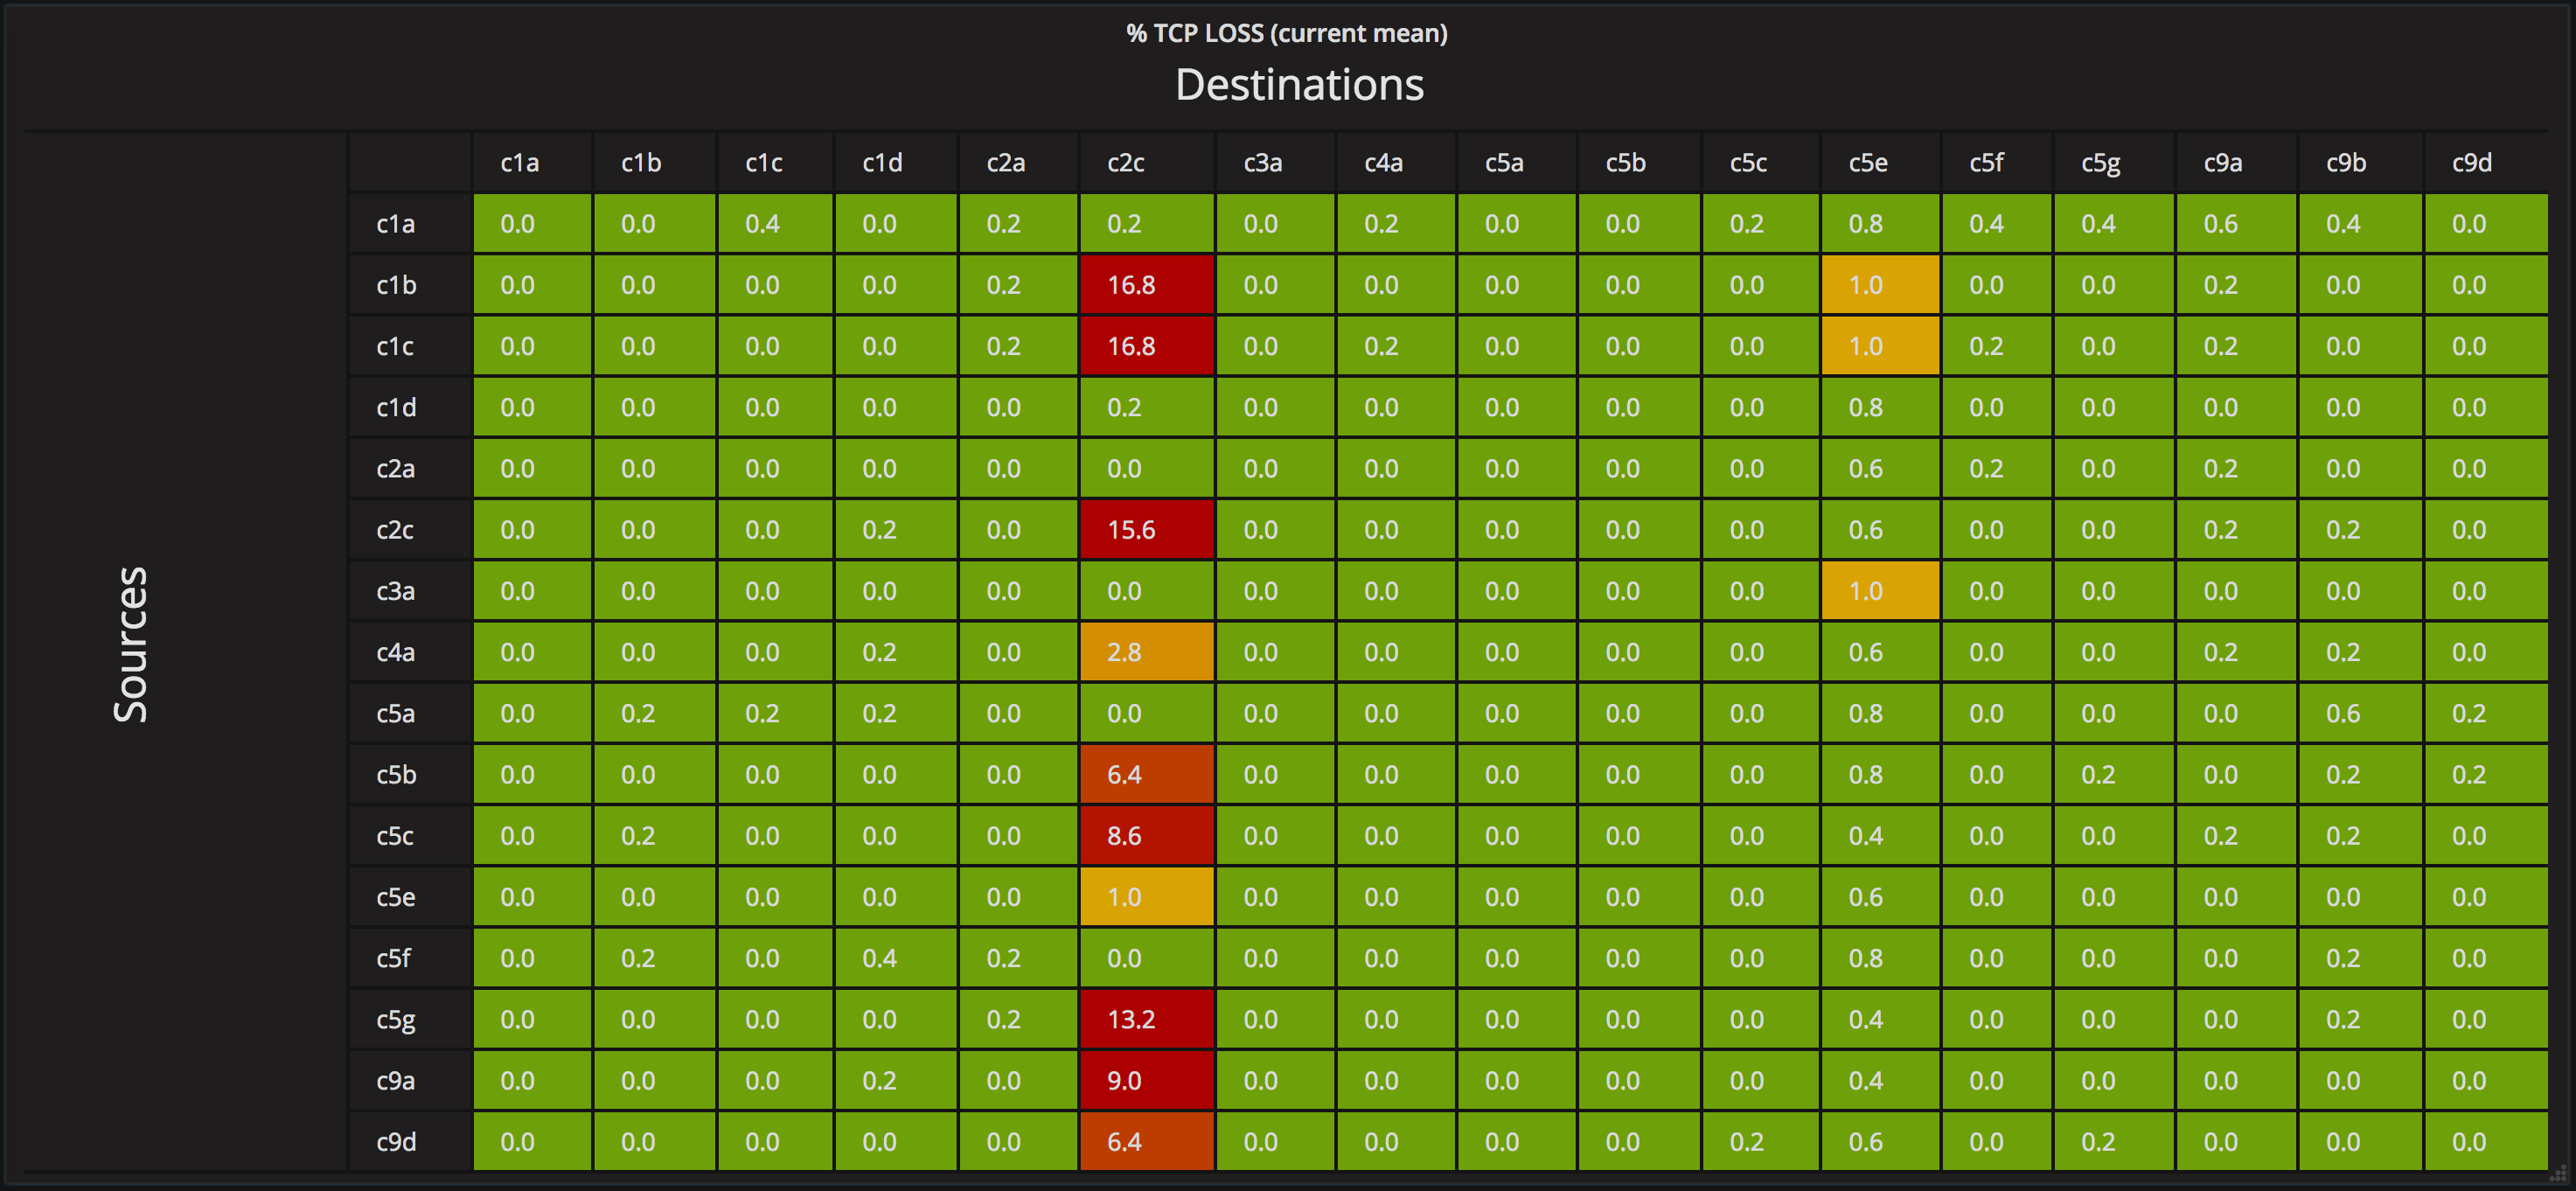 % TCP LOSS (current mean)
Destinations
c1a c1b c1c c1d c2a c2c c3a c4a c5a c5b c5c c5e c5f c5g c9a c9b c9d
c1a 0.0 0.0 0.4 0.0 0.2 0.2 0.0 0.2 0.0 0.0 0.2 0.8 0.4 0.4 0.6 0.4 0.0
c1b 0.0 0.0 0.0 0.0 0.2 16.8 0.0 0.0 0.0 0.0 0.0 1.0 0.0 0.0 0.2 0.0 0.0
c1c 0.0 0.0 0.0 0.0 0.2 16.8 0.0 0.2 0.0 0.0 0.0 1.0 0.2 0.0 0.2 0.0 0.0
c1d 0.0 0.0 0.0 0.0 0.0 0.2 0.0 0.0 0.0 0.0 0.0 0.8 0.0 0.0 0.0 0.0 0.0
c2a 0.0 0.0 0.0 0.0 0.0 0.0 0.0 0.0 0.0 0.0 0.0 0.6 0.2 0.0 0.2 0.0 0.0
c2c 0.0 0.0 0.0 0.2 0.0 15.6 0.0 0.0 0.0 0.0 0.0 0.6 0.0 0.0 0.2 0.2 0.0
Sources
c3a 0.0 0.0 0.0 0.0 0.0 0.0 0.0 0.0 0.0 0.0 0.0 1.0 0.0 0.0 0.0 0.0 0.0
c4a 0.0 0.0 0.0 0.2 0.0 2.8 0.0 0.0 0.0 0.0 0.0 0.6 0.0 0.0 0.2 0.2 0.0
c5a 0.0 0.2 0.2 0.2 0.0 0.0 0.0 0.0 0.0 0.0 0.0 0.8 0.0 0.0 0.0 0.6 0.2
c5b 0.0 0.0 0.0 0.0 0.0 6.4 0.0 0.0 0.0 0.0 0.0 0.8 0.0 0.2 0.0 0.2 0.2
c5c 0.0 0.2 0.0 0.0 0.0 8.6 0.0 0.0 0.0 0.0 0.0 0.4 0.0 0.0 0.2 0.2 0.0
c5e 0.0 0.0 0.0 0.0 0.0 1.0 0.0 0.0 0.0 0.0 0.0 0.6 0.0 0.0 0.0 0.0 0.0
c5f 0.0 0.2 0.0 0.4 0.2 0.0 0.0 0.0 0.0 0.0 0.0 0.8 0.0 0.0 0.0 0.2 0.0
c5g 0.0 0.0 0.0 0.0 0.2 13.2 0.0 0.0 0.0 0.0 0.0 0.4 0.0 0.0 0.0 0.2 0.0
c9a 0.0 0.0 0.0 0.2 0.0 9.0 0.0 0.0 0.0 0.0 0.0 0.4 0.0 0.0 0.0 0.0 0.0
c9d 0.0 0.0 0.0 0.0 0.0 6.4 0.0 0.0 0.0 0.0 0.2 0.6 0.0 0.2 0.0 0.0 0.0